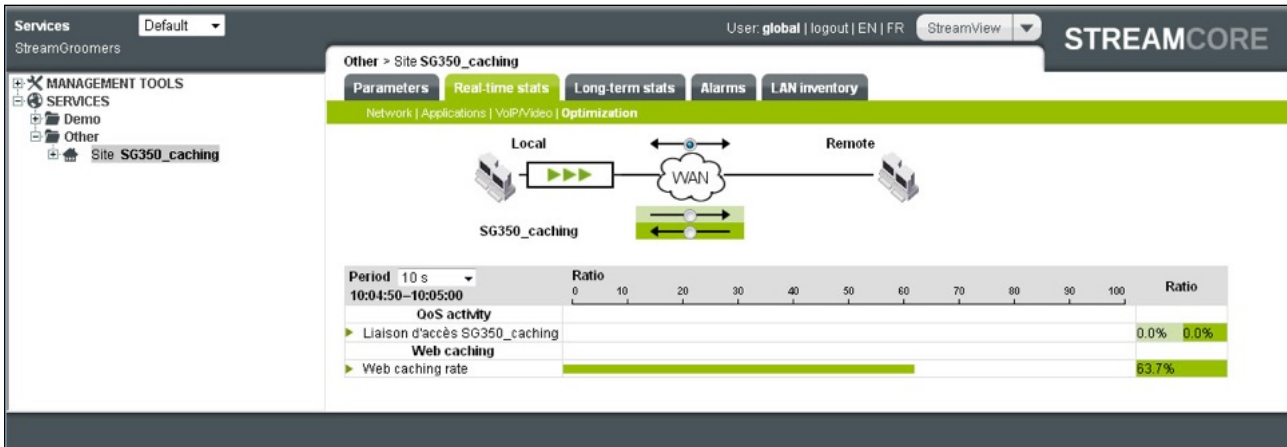 Services Default
StreamGroomers
User: global | logout | EN | FR StreamView
STREAMCORE
MANAGEMENT TOOLS
SERVICES
Demo
Other
Site SG350_caching
Other > Site SG350_caching
Parameters Real-time stats Long-term stats Alarms LAN inventory
Network | Applications | VoIP/Video | Optimization
Local Remote
WAN
SG350_caching
Period 10 s Ratio
0 10 20 30 40 50 60 70 80 90 100 Ratio
10:04:50–10:05:00
QoS activity
Liaison d'accès SG350_caching 0.0% 0.0%
Web caching
Web caching rate 63.7%